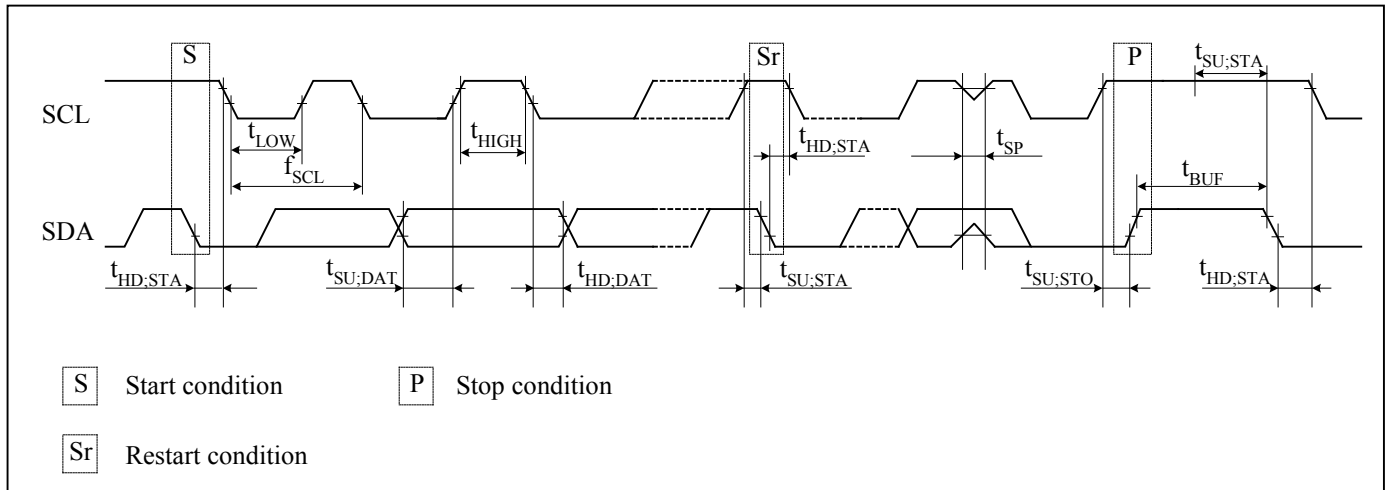 S Sr P tSU;STA
SCL
tLOW tHIGH tHD;STA tSP
fSCL tBUF
SDA
tHD;STA tSU;DAT tHD;DAT tSU;STA tSU;STO tHD;STA
S Start condition P Stop condition
Sr Restart condition